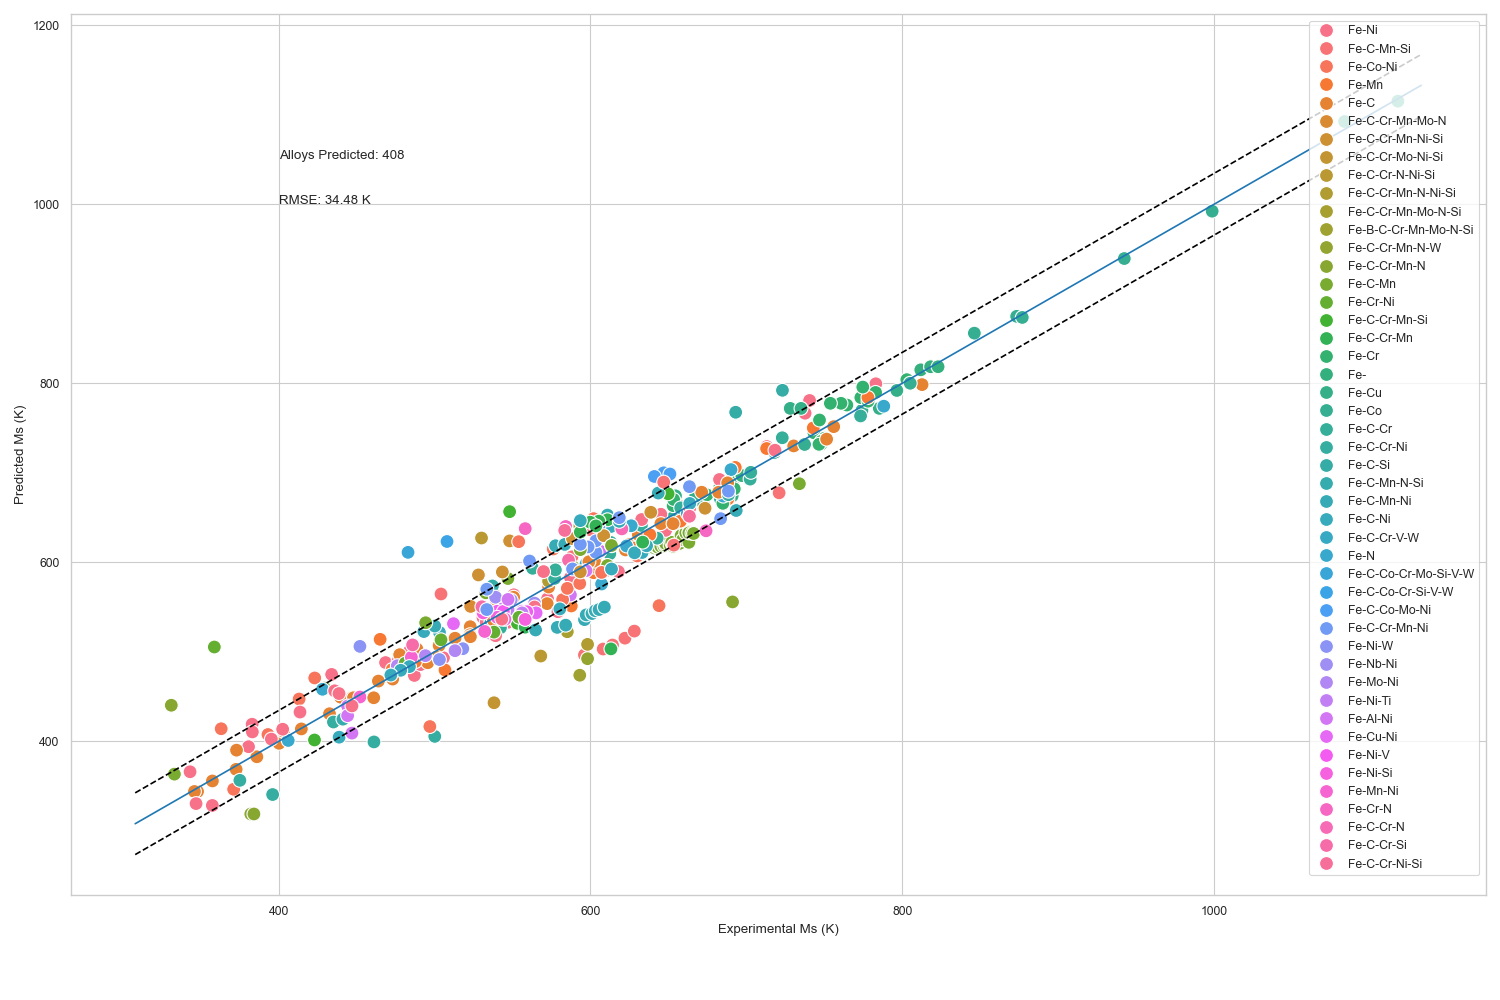 1200
1000
800
600
400
Predicted Ms (K)
Alloys Predicted: 408
RMSE: 34.48 K
Fe-Ni
Fe-C-Mn-Si
Fe-Co-Ni
Fe-Mn
Fe-C
Fe-C-Cr-Mn-Mo-N
Fe-C-Cr-Mn-Ni-Si
Fe-C-Cr-Mo-Ni-Si
Fe-C-Cr-N-Ni-Si
Fe-C-Cr-Mn-N-Ni-Si
Fe-C-Cr-Mn-Mo-N-Si
Fe-B-C-Cr-Mn-Mo-N-Si
Fe-C-Cr-Mn-N-W
Fe-C-Cr-Mn-N
Fe-C-Mn
Fe-Cr-Ni
Fe-C-Cr-Mn-Si
Fe-C-Cr-Mn
Fe-Cr
Fe-
Fe-Cu
Fe-Co
Fe-C-Cr
Fe-C-Cr-Ni
Fe-C-Si
Fe-C-Mn-N-Si
Fe-C-Mn-Ni
Fe-C-Ni
Fe-C-Cr-V-W
Fe-N
Fe-C-Co-Cr-Mo-Si-V-W
Fe-C-Co-Cr-Si-V-W
Fe-C-Co-Mo-Ni
Fe-C-Cr-Mn-Ni
Fe-Ni-W
Fe-Nb-Ni
Fe-Mo-Ni
Fe-Ni-Ti
Fe-Al-Ni
Fe-Cu-Ni
Fe-Ni-V
Fe-Ni-Si
Fe-Mn-Ni
Fe-Cr-N
Fe-C-Cr-N
Fe-C-Cr-Si
Fe-C-Cr-Ni-Si
400 600 800 1000
Experimental Ms (K)